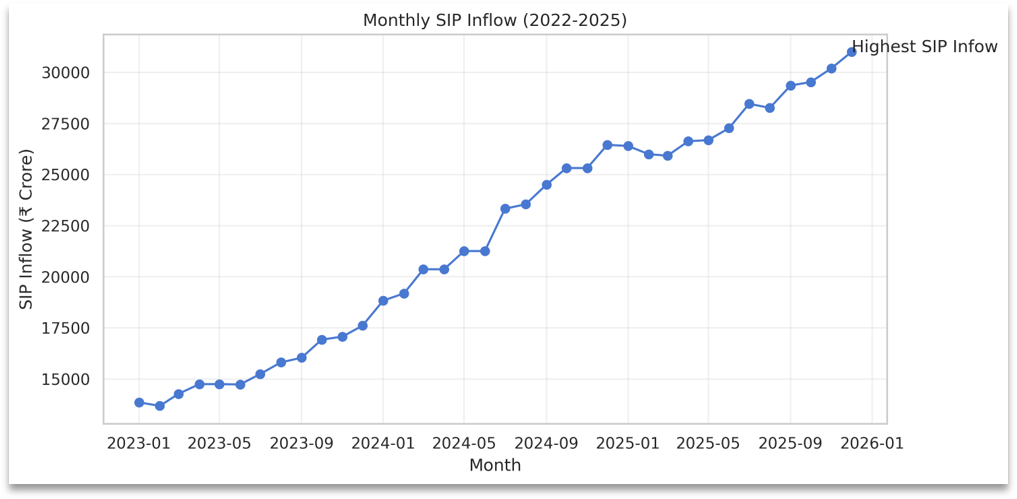 Monthly SIP Inflow (2022-2025)
Highest SIP Infow
30000
27500
25000
22500
20000
17500
15000
SIP Inflow (₹ Crore)
2023-01 2023-05 2023-09 2024-01 2024-05 2024-09 2025-01 2025-05 2025-09 2026-01
Month